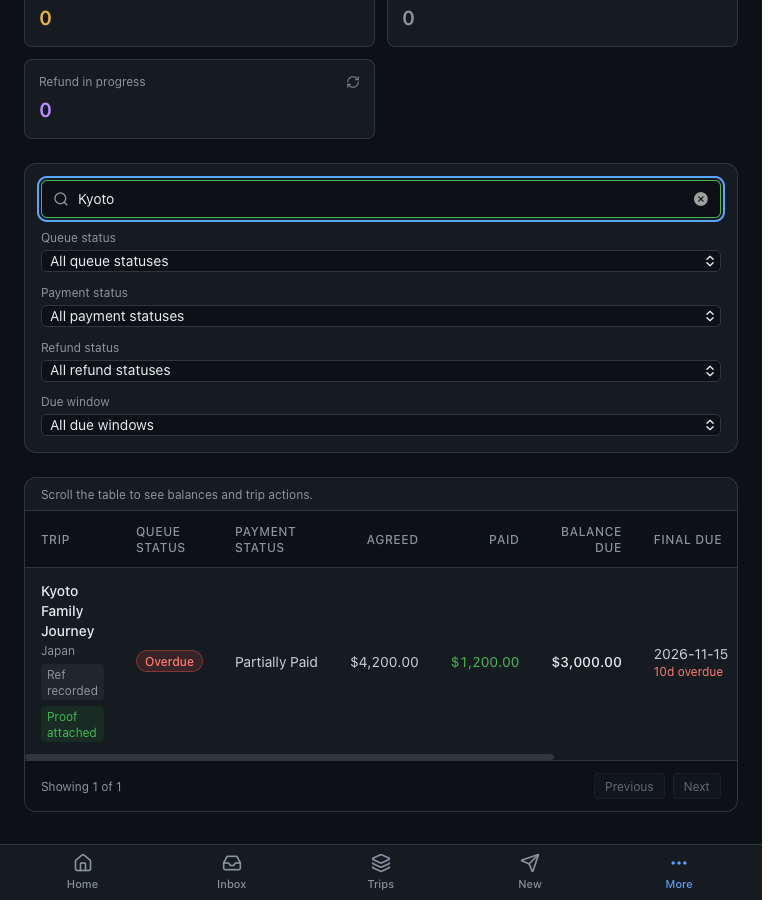 0
0
Refund in progress
0
Kyoto
Queue status
All queue statuses
Payment status
All payment statuses
Refund status
All refund statuses
Due window
All due windows
Scroll the table to see balances and trip actions.
TRIP
QUEUE
STATUS
PAYMENT
STATUS
AGREED
PAID
BALANCE
DUE
FINAL DUE
Kyoto
Family
Journey
Japan
Ref
recorded
Proof
attached
Overdue
Partially Paid
$4,200.00
$1,200.00
$3,000.00
2026-11-15
10d overdue
Showing 1 of 1
Previous
Next
Home
Inbox
Trips
New
More